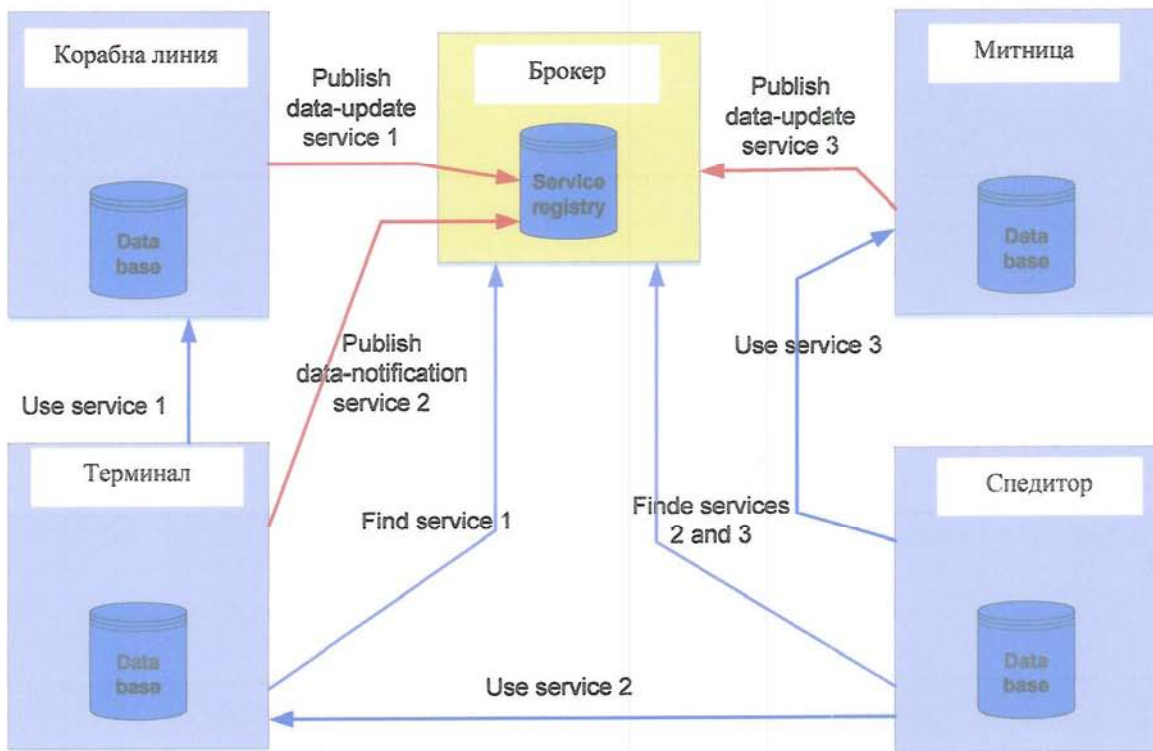 Корабна линия
Брокер
Митница
Publish
data-update
service 1
Publish
data-update
service 3
Service
registry
Data
base
Data
base
Publish
data-notification
service 2
Use service 3
Use service 1
Терминал
Спедитор
Find service 1
Finde services
2 and 3
Data
base
Data
base
Use service 2